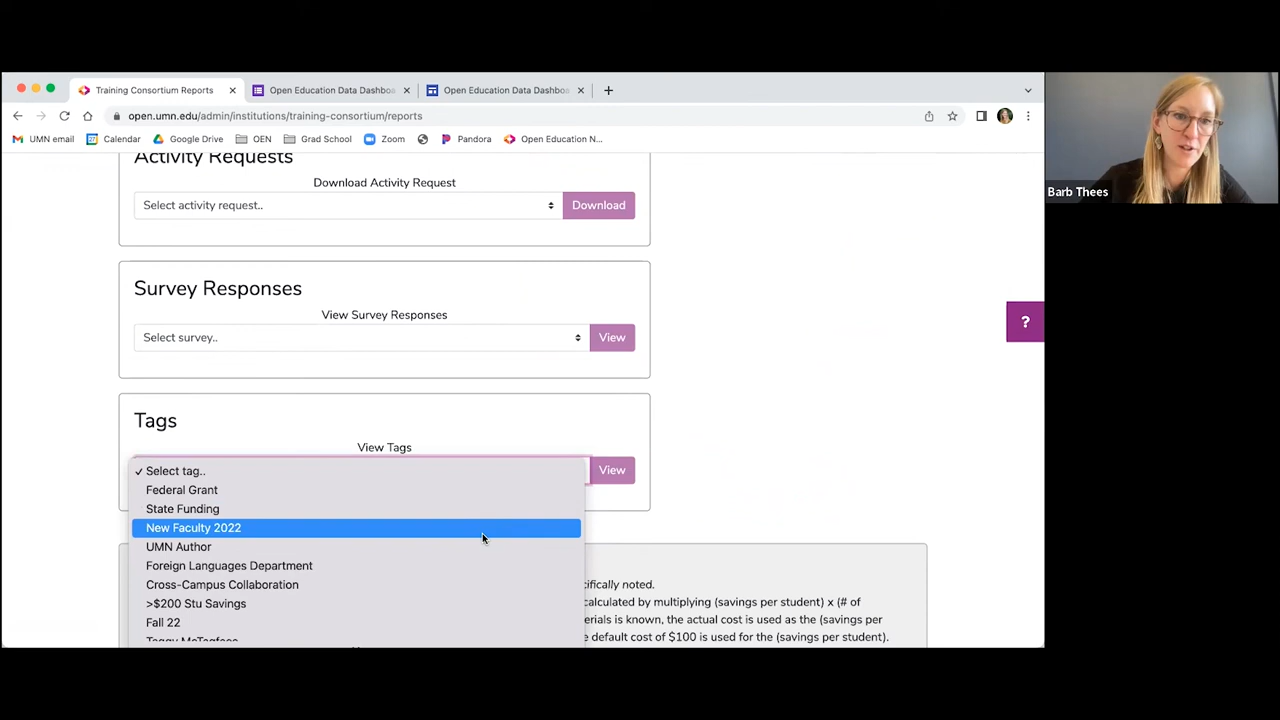 Training Consortium Reports
Open Education Data Dashboa
Open Education Data Dashboa
open.umn.edu/admin/institutions/training-consortium/reports
UMN email
Calendar
Google Drive
OEN
Grad School
Zoom
Pandora
Open Education N...
Activity Requests
Download Activity Request
Select activity request..
Download
Survey Responses
View Survey Responses
Select survey..
View
Tags
View Tags
✓ Select tag..
View
Federal Grant
State Funding
New Faculty 2022
UMN Author
Foreign Languages Department
Cross-Campus Collaboration
>$200 Stu Savings
Fall 22
Taggy McTagface
cifically noted.
calculated by multiplying (savings per student) x (# of
terials is known, the actual cost is used as the (savings per
default cost of $100 is used for the (savings per student).
?
Barb Thees